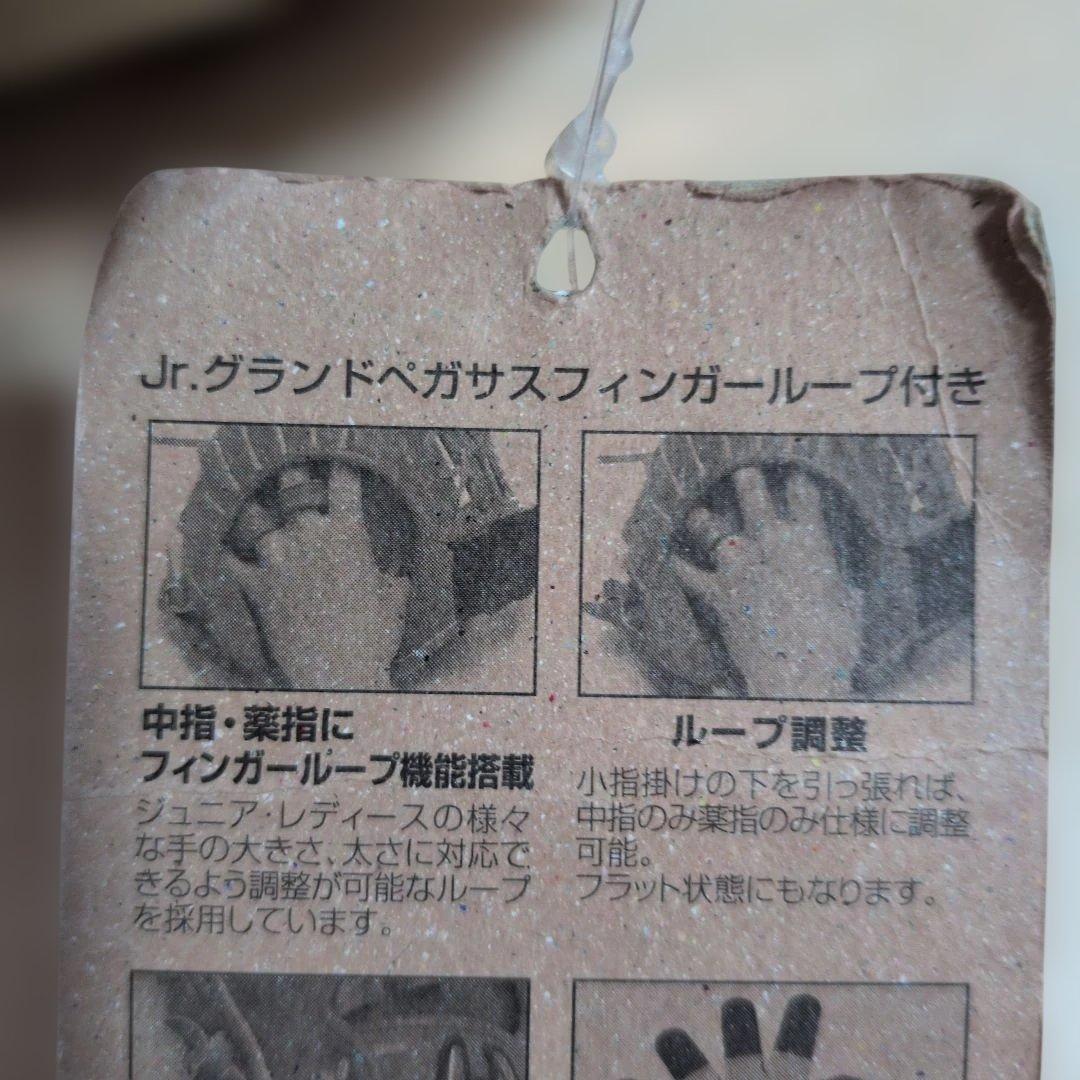 Jr.グランドペガサスフィンガーループ付き
中指・薬指に
フィンガーループ機能搭載
ジュニア・レディースの様々
な手の大きさ、太さに対応で
きるよう調整が可能なループ
を採用しています。
ループ調整
小指掛けの下を引っ張れば、
中指のみ薬指のみ仕様に調整
可能。
フラット状態にもなります。